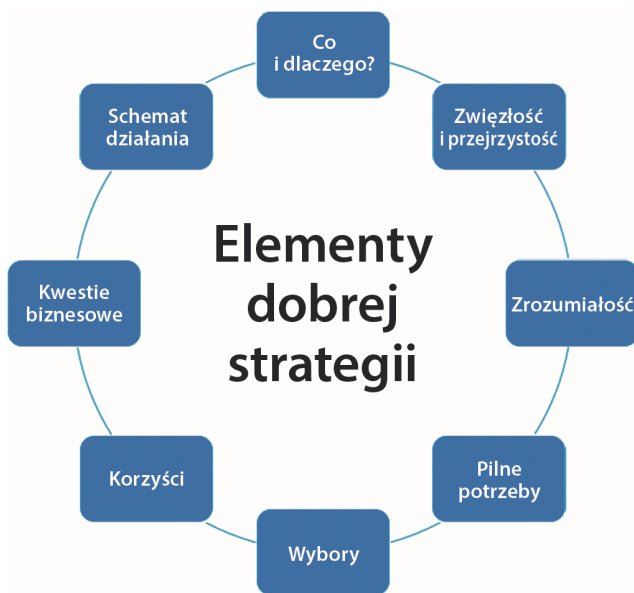 Co
i dlaczego?
Zwięzłość
i przejrzystość
Zrozumiałość
Pilne
potrzeby
Wybory
Korzyści
Kwestie
biznesowe
Schemat
działania
Elementy
dobrej
strategii